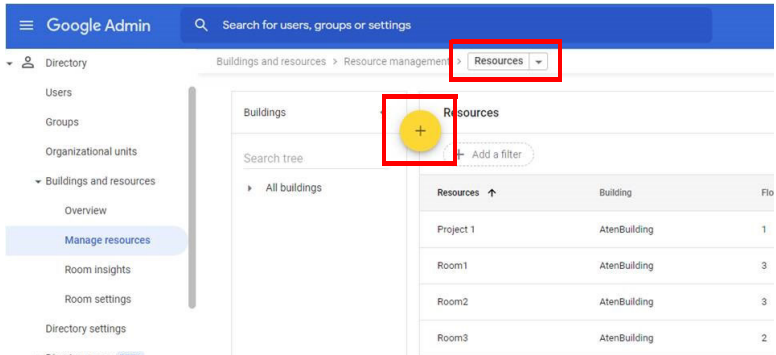 Google Admin
Search for users, groups or settings
Directory
Users
Groups
Organizational units
Buildings and resources
Overview
Manage resources
Room insights
Room settings
Directory settings
Buildings and resources > Resource management > Resources
Buildings
Search tree
All buildings
+
Resources
+ Add a filter
Resources ↑ Building Flo
Project 1 AtenBuilding 1
Room1 AtenBuilding 3
Room2 AtenBuilding 3
Room3 AtenBuilding 2